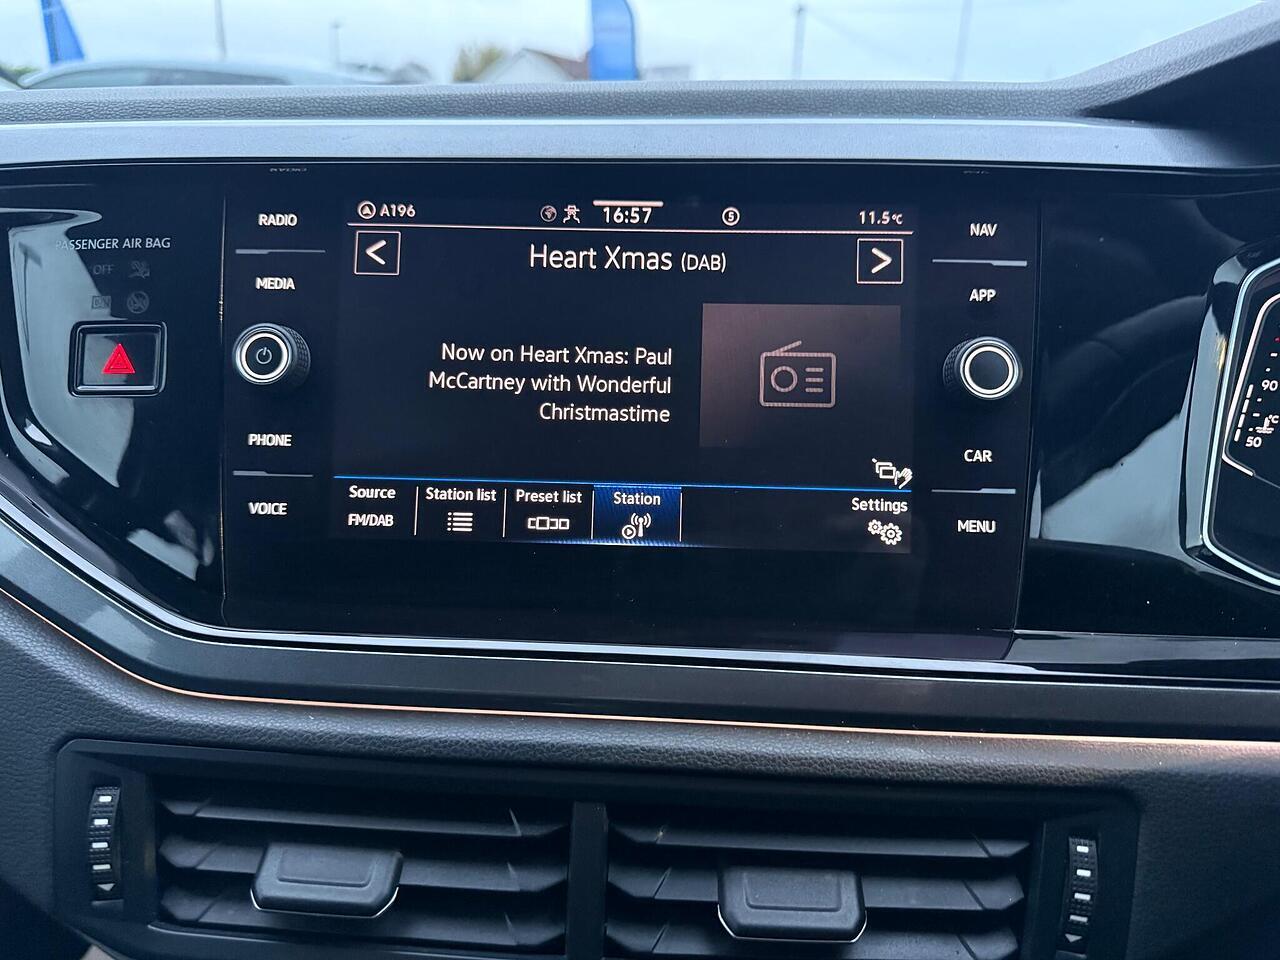 A196
16:57
5
11.5°C
Heart Xmas (DAB)
Now on Heart Xmas: Paul
McCartney with Wonderful
Christmastime
Source
FM/DAB
Station list
Preset list
Station
Settings
RADIO
MEDIA
PHONE
VOICE
NAV
APP
CAR
MENU
PASSENGER AIR BAG
OFF
ON
90
°C
50